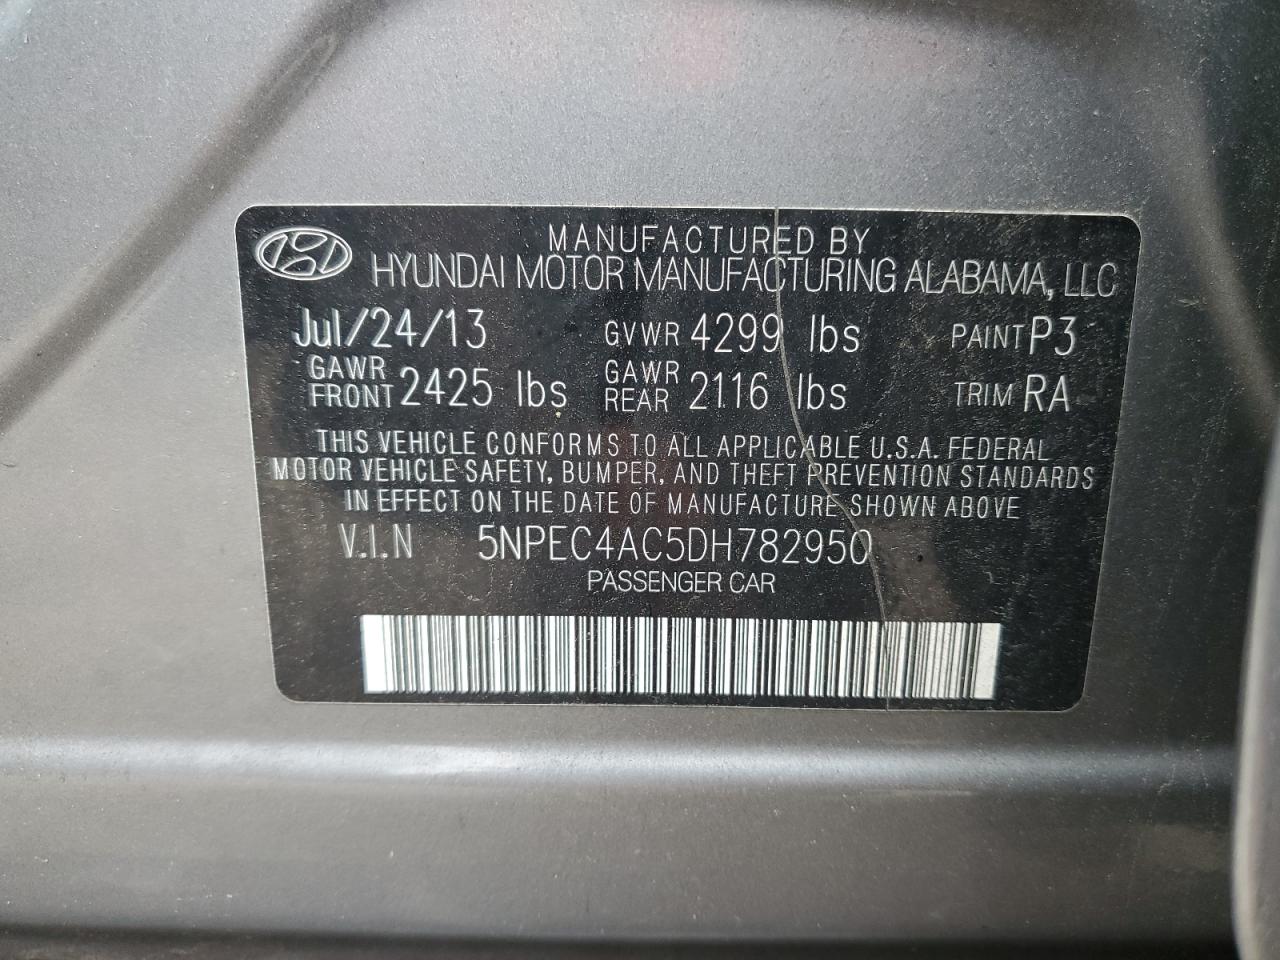 MANUFACTURED BY
HYUNDAI MOTOR MANUFACTURING ALABAMA, LLC
Jul/24/13 GVWR 4299 lbs PAINT P3
GAWR FRONT 2425 lbs GAWR REAR 2116 lbs TRIM RA
THIS VEHICLE CONFORMS TO ALL APPLICABLE U.S.A. FEDERAL
MOTOR VEHICLE SAFETY, BUMPER, AND THEFT PREVENTION STANDARDS
IN EFFECT ON THE DATE OF MANUFACTURE SHOWN ABOVE
V.I.N 5NPEC4AC5DH782950
PASSENGER CAR